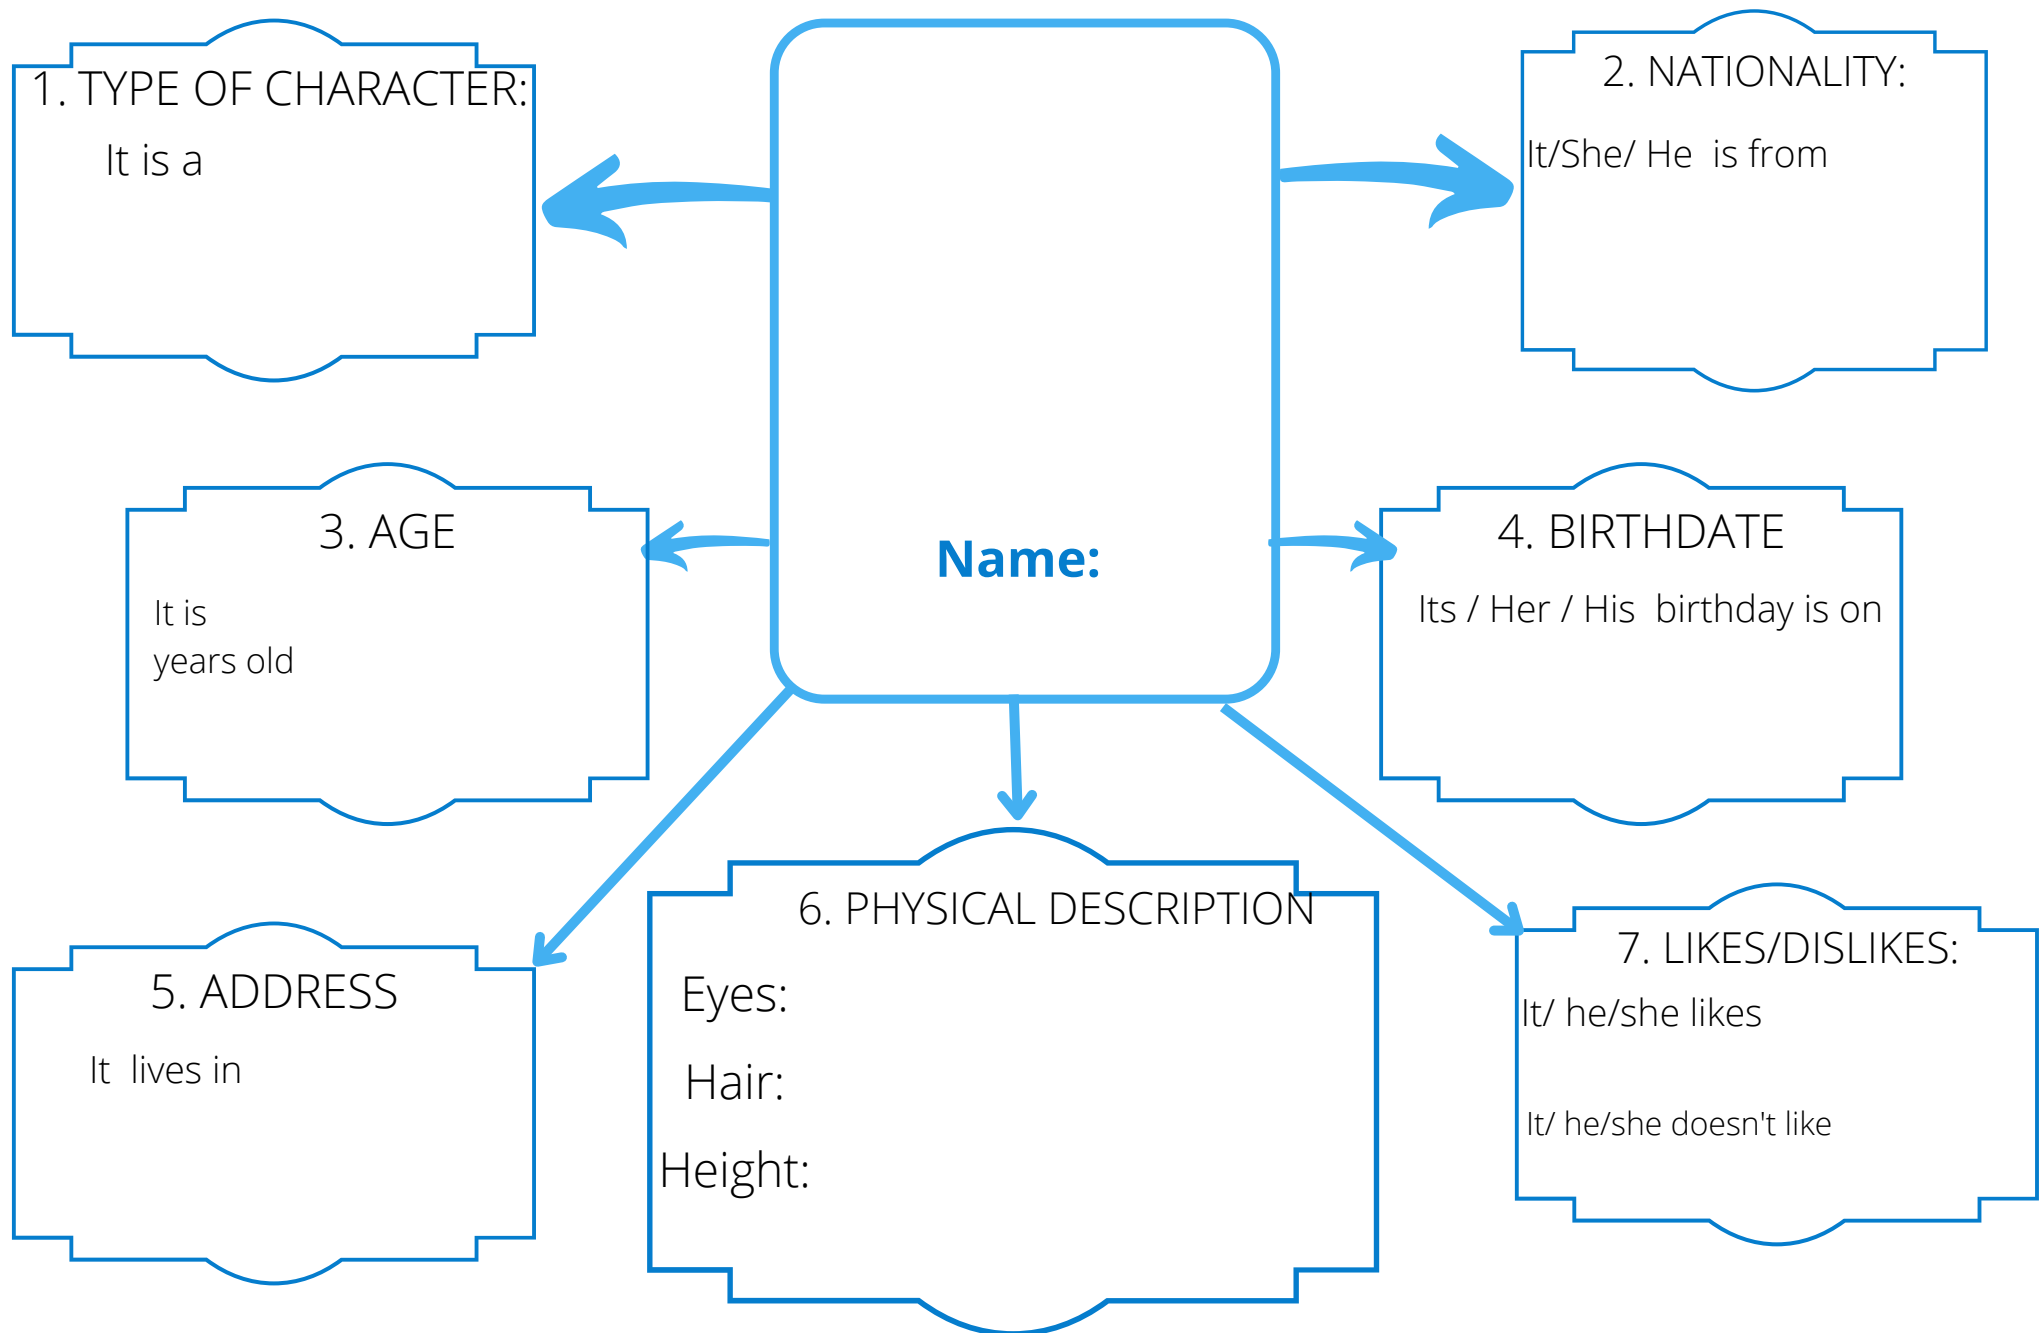 1. TYPE OF CHARACTER:
It is a
2. NATIONALITY:
It/She/ He  is from
3. AGE
It is
years old
Name:
4. BIRTHDATE
Its / Her / His  birthday is on
5. ADDRESS
It  lives in
6. PHYSICAL DESCRIPTION
Eyes:
Hair:
Height:
7. LIKES/DISLIKES:
It/ he/she likes
It/ he/she doesn't like